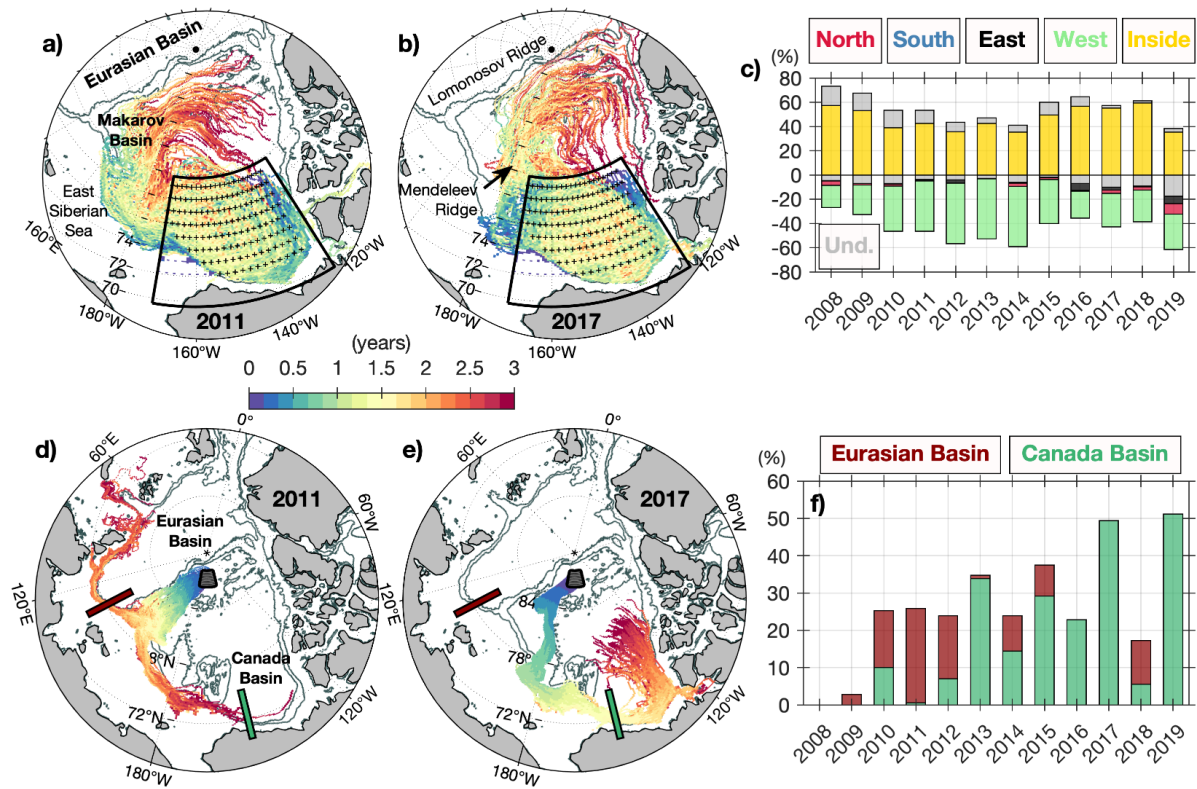 a)
Eurasian Basin
Makarov
Basin
East
Siberian
Sea
160°E
74
72
70
180°W
160°W
140°W
120°W
2011
b)
Lomonosov Ridge
Mendeleev
Ridge
74
72
70
180°W
160°W
140°W
120°W
2017
North South East West Inside
c) (%)
80
60
40
20
0
-20
-40
-60
-80
Und.
2008 2009 2010 2011 2012 2013 2014 2015 2016 2017 2018 2019
(years)
0 0.5 1 1.5 2 2.5 3
d)
0°
60°E
60°W
2011
Eurasian
Basin
*
120°E
8°N
Canada
Basin
72°N
120°W
180°W
e)
0°
60°E
60°W
2017
*
84
120°E
78°
72°N
120°W
180°W
Eurasian Basin Canada Basin
(%)
f)
60
50
40
30
20
10
0
2008 2009 2010 2011 2012 2013 2014 2015 2016 2017 2018 2019